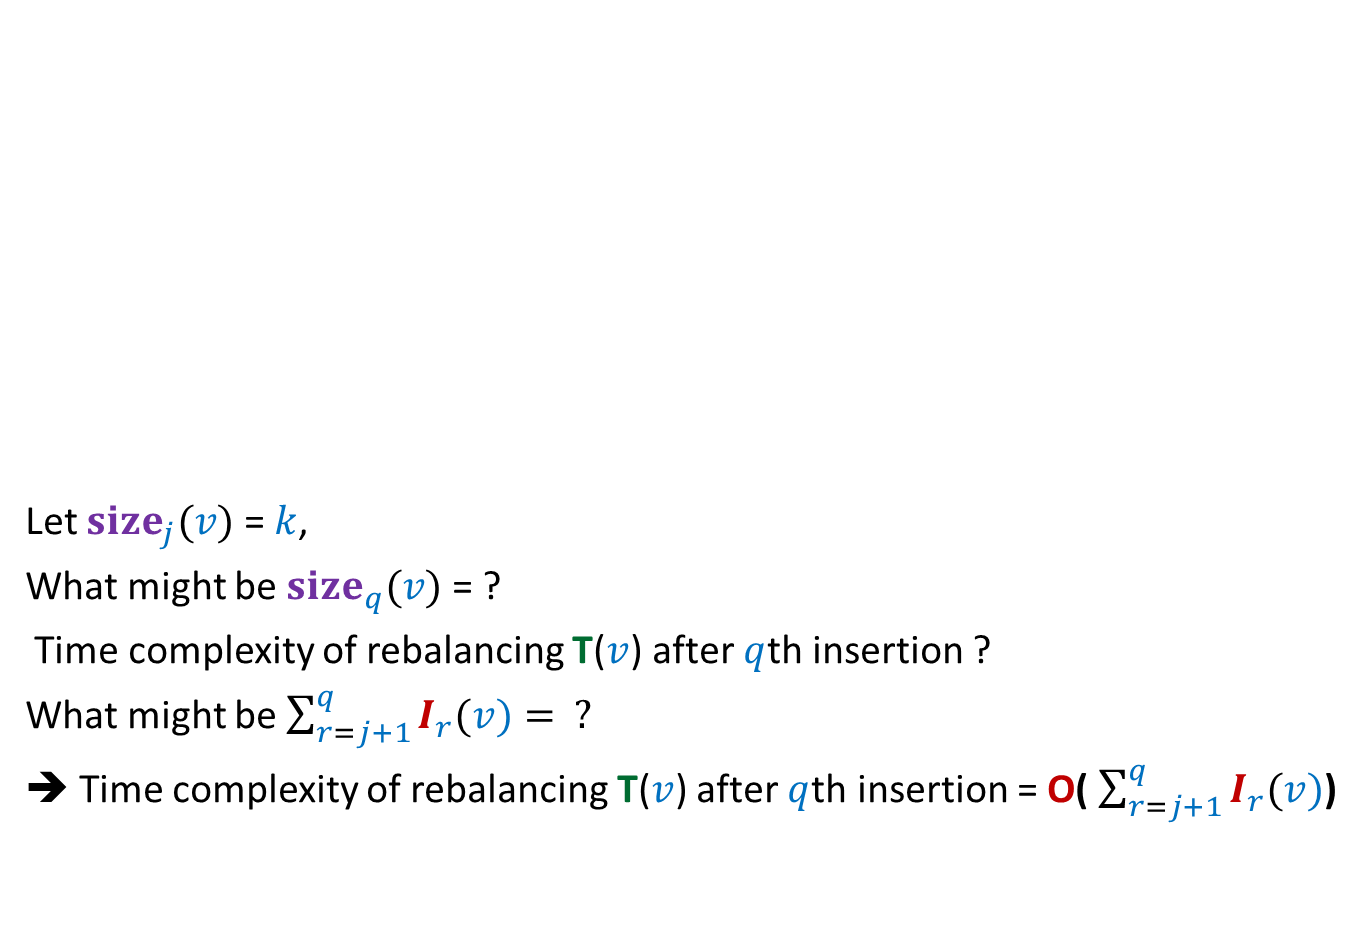 Let size_j(v) = k,
What might be size_q(v) = ?
Time complexity of rebalancing T(v) after qth insertion ?
What might be ∑_{r=j+1}^{q} I_r(v) = ?
➔ Time complexity of rebalancing T(v) after qth insertion = O( ∑_{r=j+1}^{q} I_r(v))